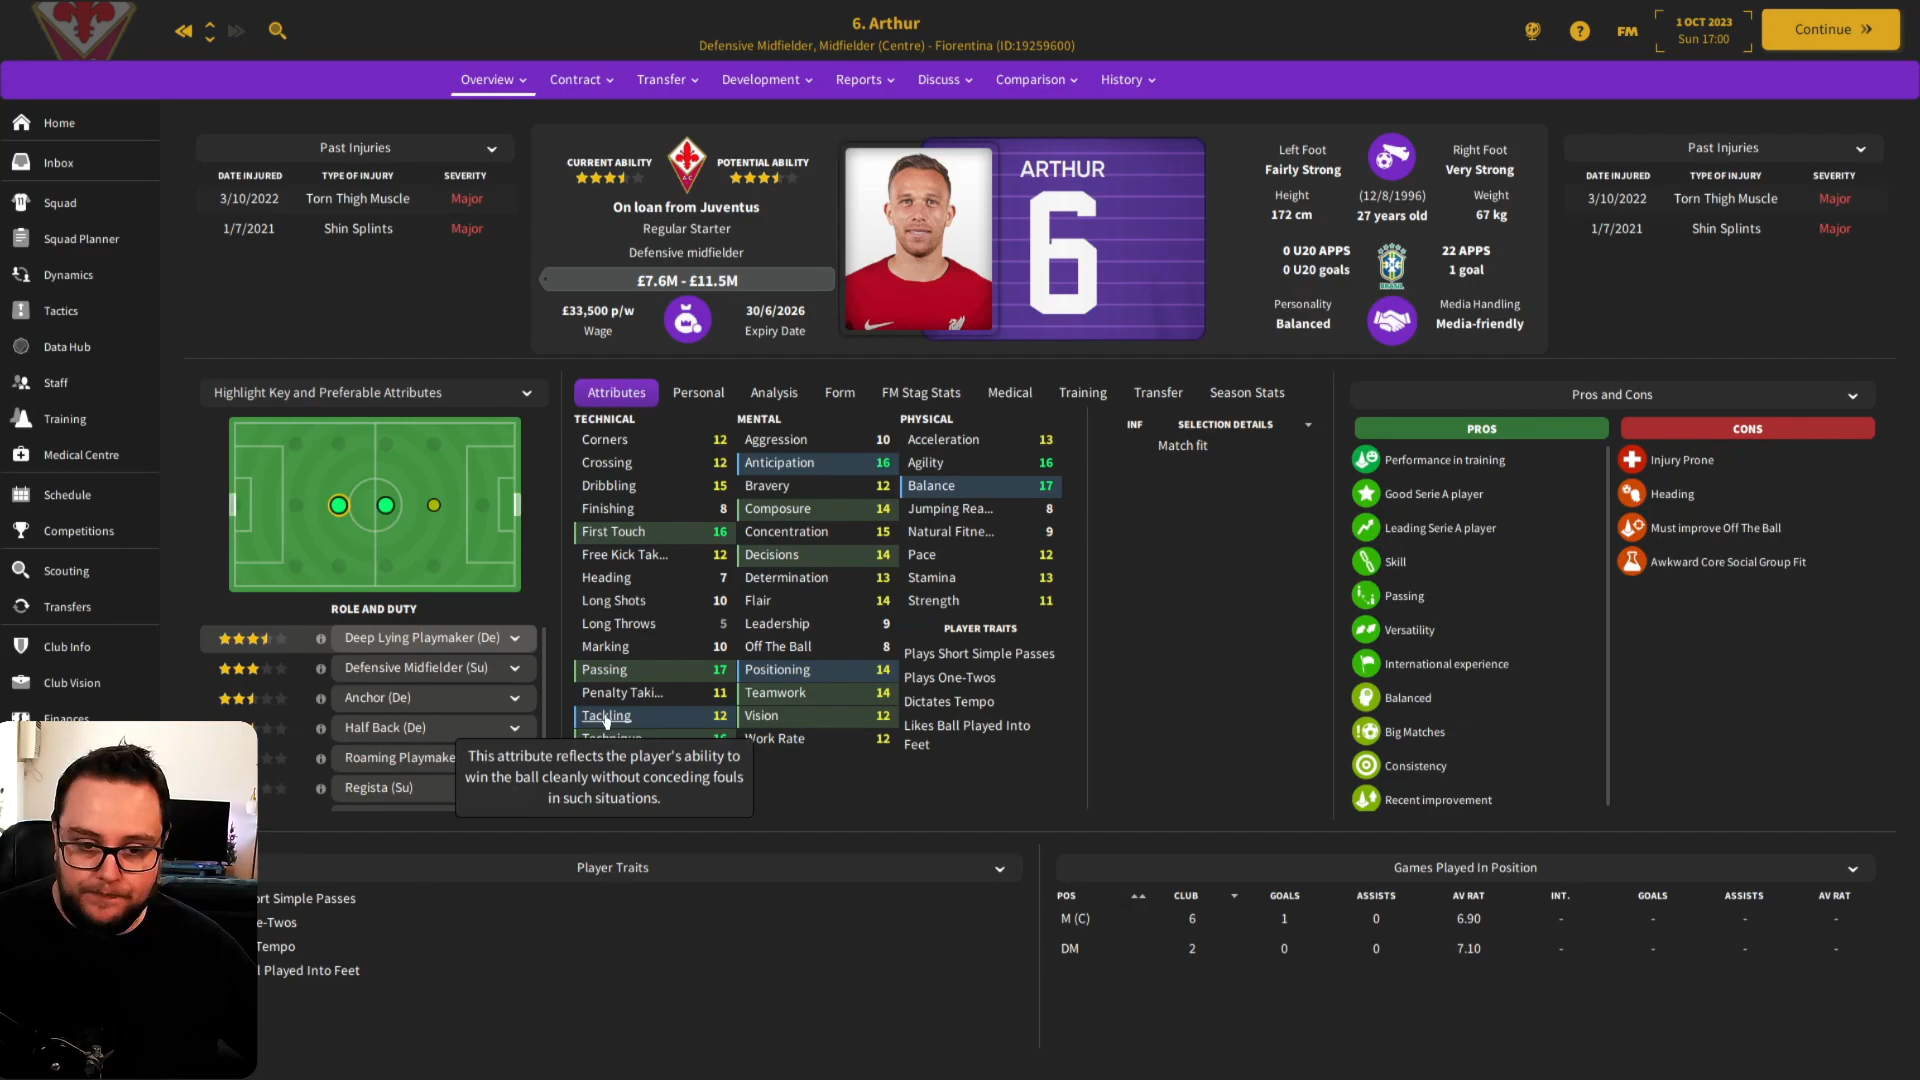 6. Arthur
Defensive Midfielder, Midfielder (Centre) - Fiorentina (ID:19259600)
FM
1 OCT 2023
Sun 17:00
Continue
Overview
Contract
Transfer
Development
Reports
Discuss
Comparison
History
Home
Inbox
Squad
Squad Planner
Dynamics
Tactics
Data Hub
Staff
Training
Medical Centre
Schedule
Competitions
Scouting
Transfers
Club Info
Club Vision
Finances
Past Injuries
DATE INJURED TYPE OF INJURY SEVERITY
3/10/2022 Torn Thigh Muscle Major
1/7/2021 Shin Splints Major
CURRENT ABILITY
POTENTIAL ABILITY
On loan from Juventus
Regular Starter
Defensive midfielder
£7.6M - £11.5M
£33,500 p/w
Wage
30/6/2026
Expiry Date
ARTHUR
6
Left Foot
Fairly Strong
Right Foot
Very Strong
Height
172 cm
(12/8/1996)
27 years old
Weight
67 kg
0 U20 APPS
0 U20 goals
BRASIL
22 APPS
1 goal
Personality
Balanced
Media Handling
Media-friendly
Past Injuries
DATE INJURED TYPE OF INJURY SEVERITY
3/10/2022 Torn Thigh Muscle Major
1/7/2021 Shin Splints Major
Highlight Key and Preferable Attributes
ROLE AND DUTY
Deep Lying Playmaker (De)
Defensive Midfielder (Su)
Anchor (De)
Half Back (De)
Roaming Playmake
Regista (Su)
Attributes Personal Analysis Form FM Stag Stats Medical Training Transfer Season Stats
TECHNICAL
Corners 12
Crossing 12
Dribbling 15
Finishing 8
First Touch 16
Free Kick Tak... 12
Heading 7
Long Shots 10
Long Throws 5
Marking 10
Passing 17
Penalty Taki... 11
Tackling 12
Technique 16
MENTAL
Aggression 10
Anticipation 16
Bravery 12
Composure 14
Concentration 15
Decisions 14
Determination 13
Flair 14
Leadership 9
Off The Ball 8
Positioning 14
Teamwork 14
Vision 12
Work Rate 12
PHYSICAL
Acceleration 13
Agility 16
Balance 17
Jumping Rea... 8
Natural Fitne... 9
Pace 12
Stamina 13
Strength 11
PLAYER TRAITS
Plays Short Simple Passes
Plays One-Twos
Dictates Tempo
Likes Ball Played Into
Feet
This attribute reflects the player's ability to
win the ball cleanly without conceding fouls
in such situations.
INF SELECTION DETAILS
Match fit
Pros and Cons
PROS
Performance in training
Good Serie A player
Leading Serie A player
Skill
Passing
Versatility
International experience
Balanced
Big Matches
Consistency
Recent improvement
CONS
Injury Prone
Heading
Must improve Off The Ball
Awkward Core Social Group Fit
Player Traits
ort Simple Passes
e-Twos
Tempo
l Played Into Feet
Games Played In Position
POS CLUB GOALS ASSISTS AV RAT INT. GOALS ASSISTS AV RAT
M (C) 6 1 0 6.90 - - - -
DM 2 0 0 7.10 - - - -